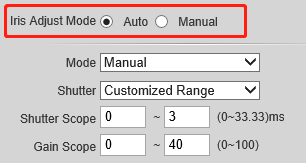 Iris Adjust Mode Auto Manual
Mode Manual
Shutter Customized Range
Shutter Scope 0 ~ 3 (0~33.33)ms
Gain Scope 0 ~ 40 (0~100)